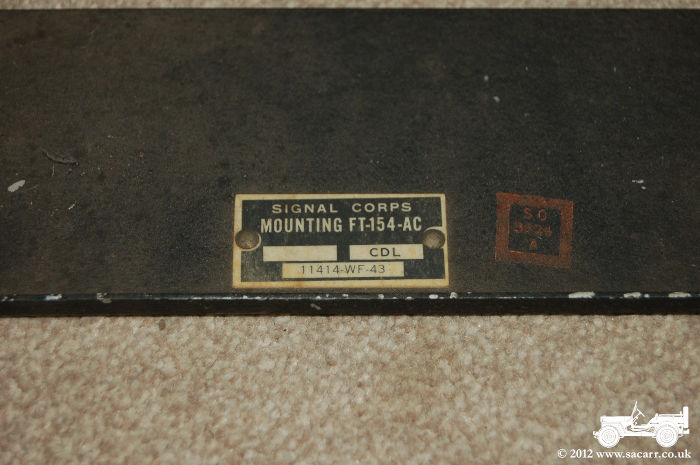 SIGNAL CORPS
MOUNTING FT-154-AC
CDL
11414-WF-43
S C
A
© 2012 www.sacarr.co.uk